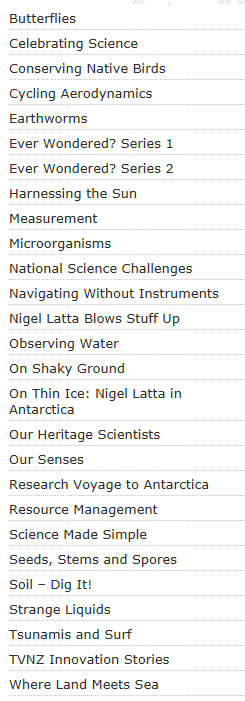 Butterflies
Celebrating Science
Conserving Native Birds
Cycling Aerodynamics
Earthworms
Ever Wondered? Series 1
Ever Wondered? Series 2
Harnessing the Sun
Measurement
Microorganisms
National Science Challenges
Navigating Without Instruments
Nigel Latta Blows Stuff Up
Observing Water
On Shaky Ground
On Thin Ice: Nigel Latta in
Antarctica
Our Heritage Scientists
Our Senses
Research Voyage to Antarctica
Resource Management
Science Made Simple
Seeds, Stems and Spores
Soil – Dig It!
Strange Liquids
Tsunamis and Surf
TVNZ Innovation Stories
Where Land Meets Sea